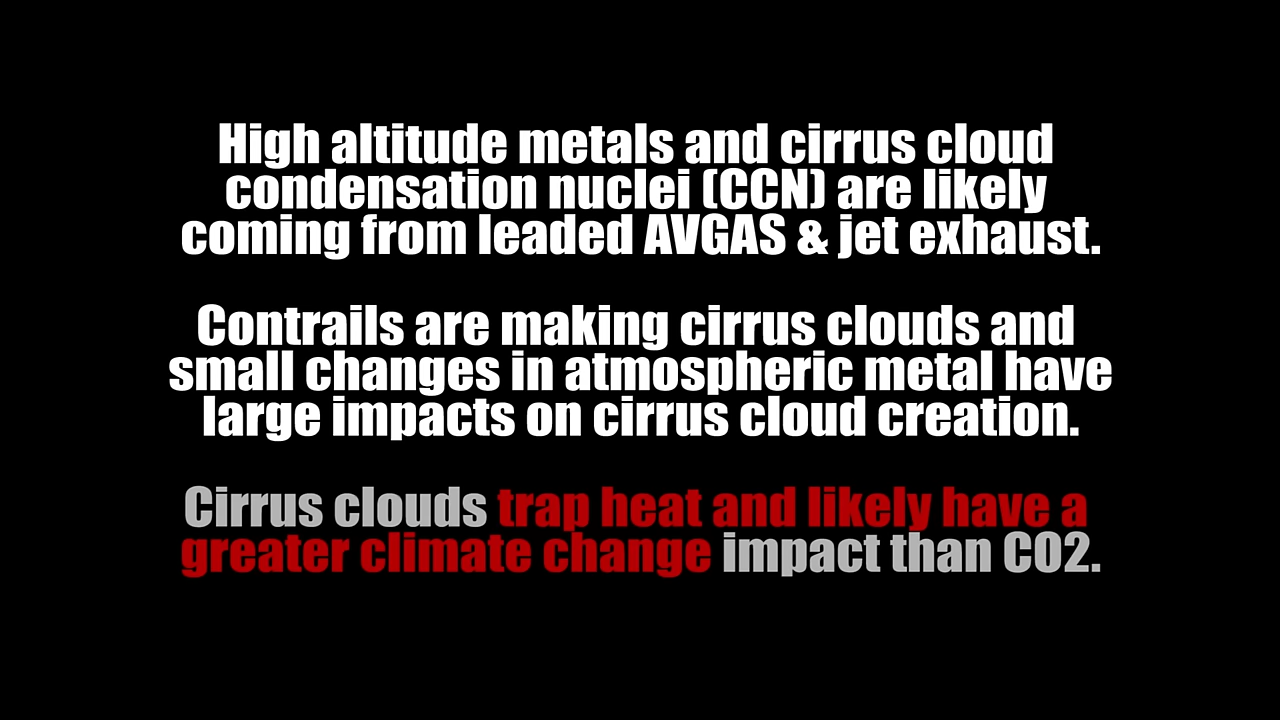 High altitude metals and cirrus cloud
condensation nuclei (CCN) are likely
coming from leaded AVGAS & jet exhaust.
Contrails are making cirrus clouds and
small changes in atmospheric metal have
large impacts on cirrus cloud creation.
Cirrus clouds trap heat and likely have a
greater climate change impact than CO2.